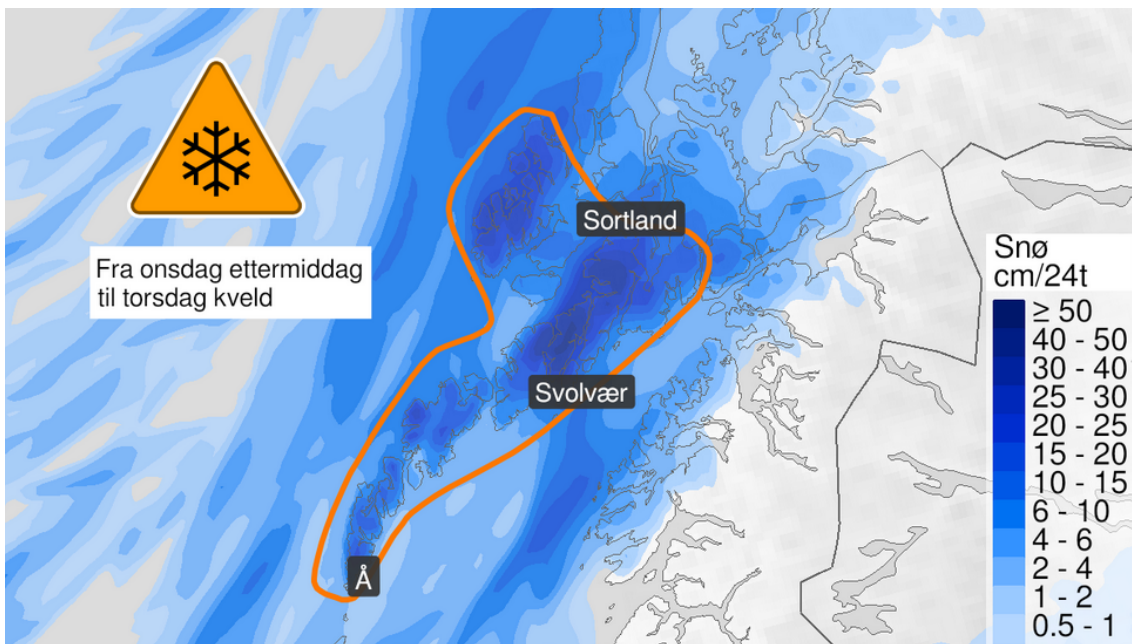 Fra onsdag ettermiddag
til torsdag kveld
Sortland
Svolvær
Å
Snø
cm/24t
≥ 50
40 - 50
30 - 40
25 - 30
20 - 25
15 - 20
10 - 15
6 - 10
4 - 6
2 - 4
1 - 2
0.5 - 1